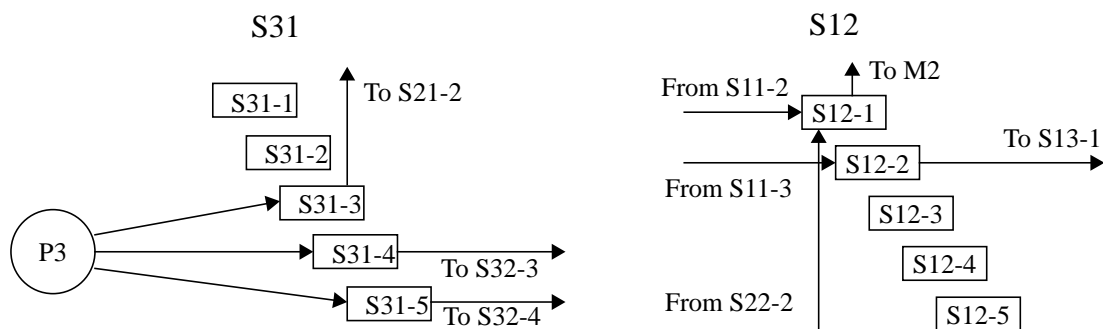 S31
S31-1
To S21-2
S31-2
S31-3
P3
S31-4
To S32-3
S31-5
To S32-4
S12
To M2
From S11-2
S12-1
To S13-1
S12-2
From S11-3
S12-3
S12-4
From S22-2
S12-5